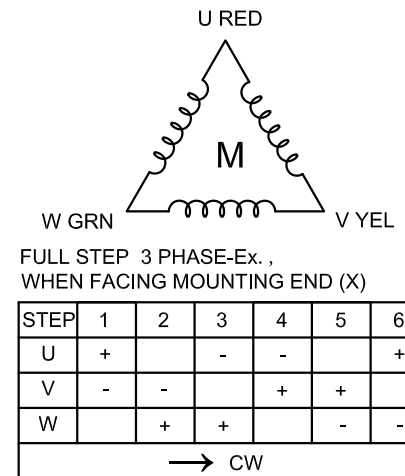 U RED
M
W GRN
V YEL
FULL STEP 3 PHASE-Ex. ,
WHEN FACING MOUNTING END (X)
STEP 1 2 3 4 5 6
U + - - +
V - - + +
W + + - -
→ CW